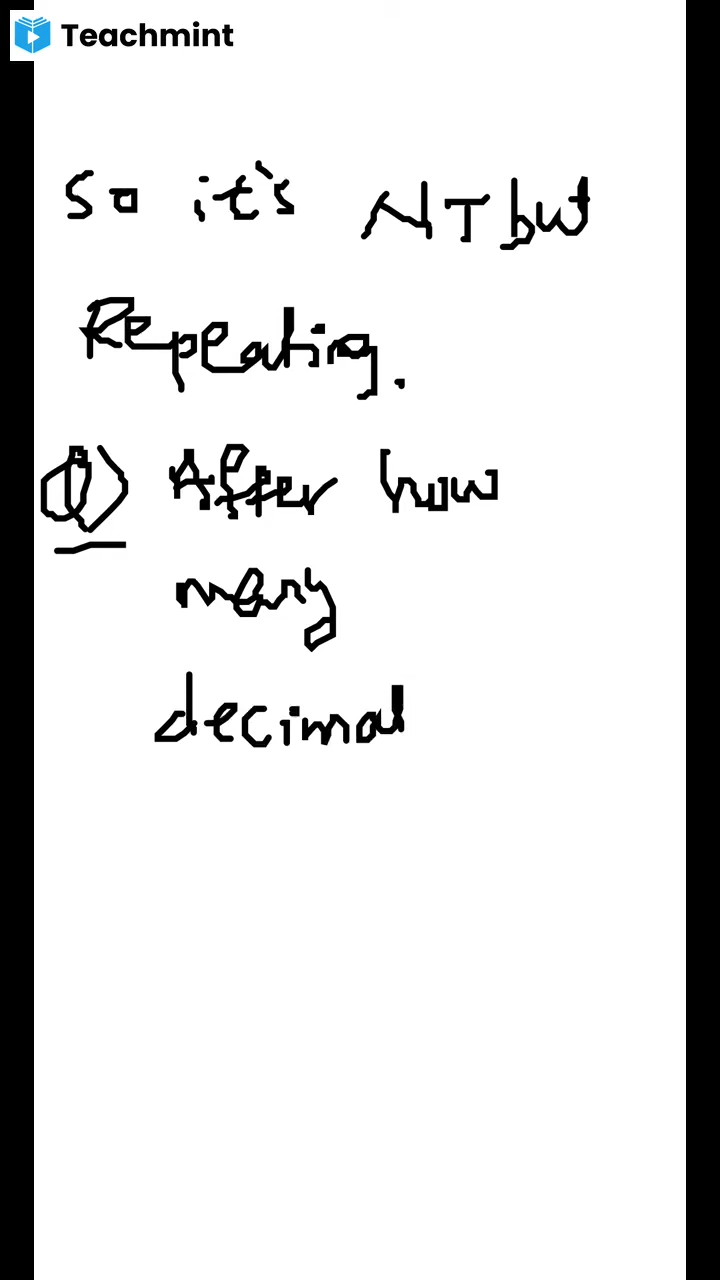 Teachmint
So it's NT but
Repeating.
Q) After how
many
decimal